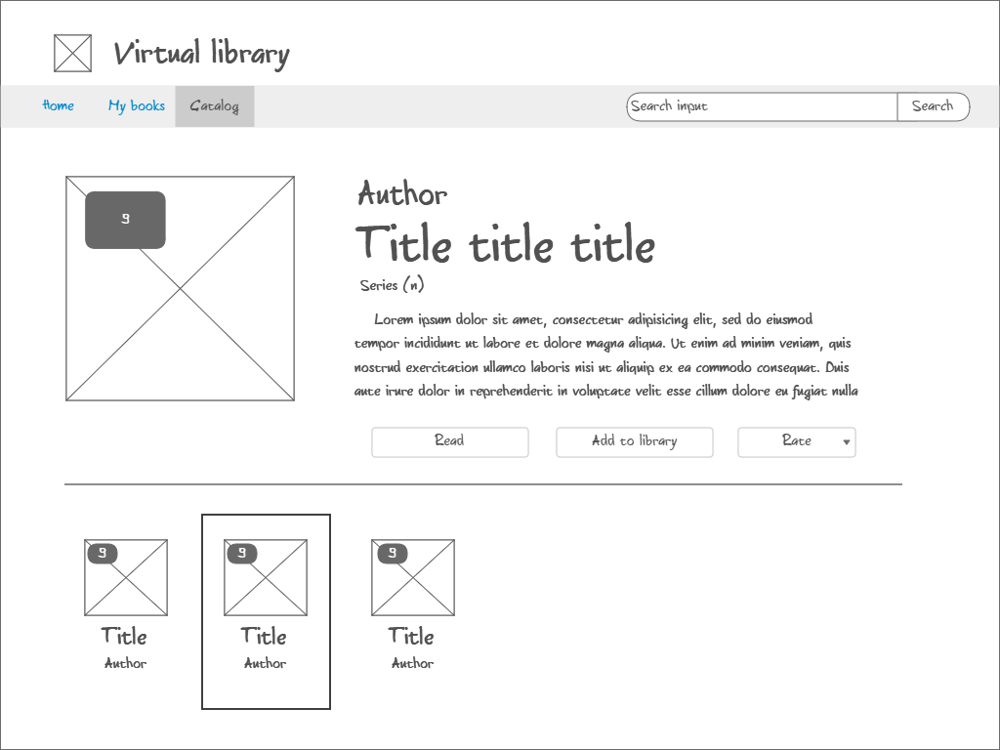 Virtual library
Home My books Catalog Search input Search
9
Author
Title title title
Series (n)
Lorem ipsum dolor sit amet, consectetur adipisicing elit, sed do eiusmod
tempor incididunt ut labore et dolore magna aliqua. Ut enim ad minim veniam, quis
nostrud exercitation ullamco laboris nisi ut aliquip ex ea commodo consequat. Duis
aute irure dolor in reprehenderit in voluptate velit esse cillum dolore eu fugiat nulla
Read Add to library Rate
9 9 9
Title Title Title
Author Author Author